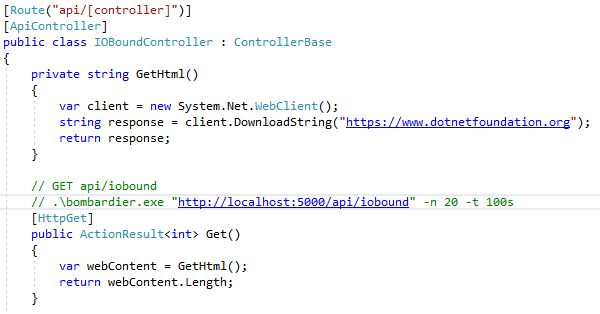 [Route("api/[controller]")]
[ApiController]
public class IOBoundController : ControllerBase
{
    private string GetHtml()
    {
        var client = new System.Net.WebClient();
        string response = client.DownloadString("https://www.dotnetfoundation.org");
        return response;
    }

    // GET api/iobound
    // .\bombardier.exe "http://localhost:5000/api/iobound" -n 20 -t 100s
    [HttpGet]
    public ActionResult<int> Get()
    {
        var webContent = GetHtml();
        return webContent.Length;
    }